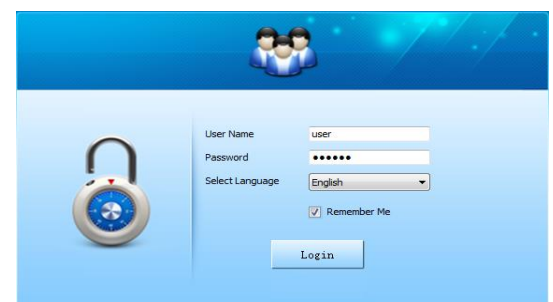 User Name user
Password ••••••
Select Language English
Remember Me
Login